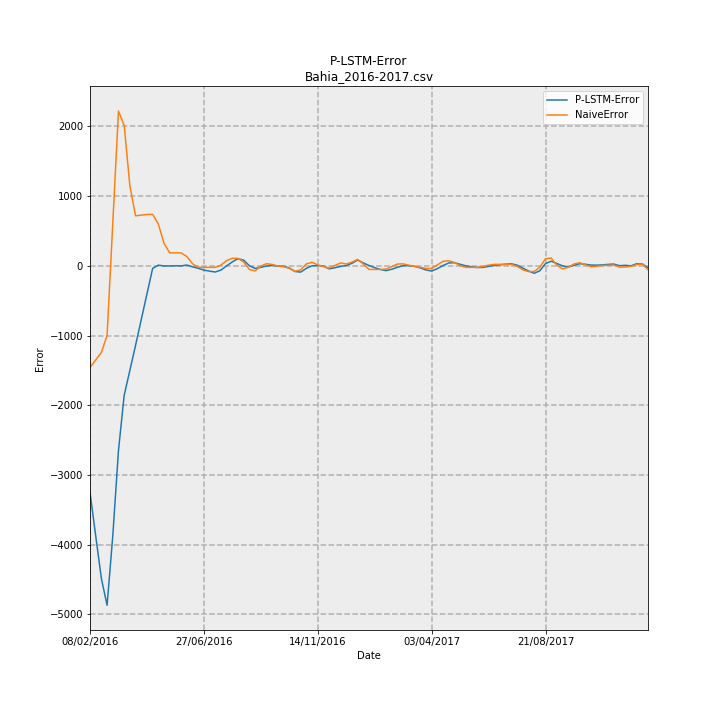 P-LSTM-Error
Bahia_2016-2017.csv
P-LSTM-Error
NaiveError
2000
1000
0
−1000
−2000
−3000
−4000
−5000
Error
08/02/2016 27/06/2016 14/11/2016 03/04/2017 21/08/2017
Date